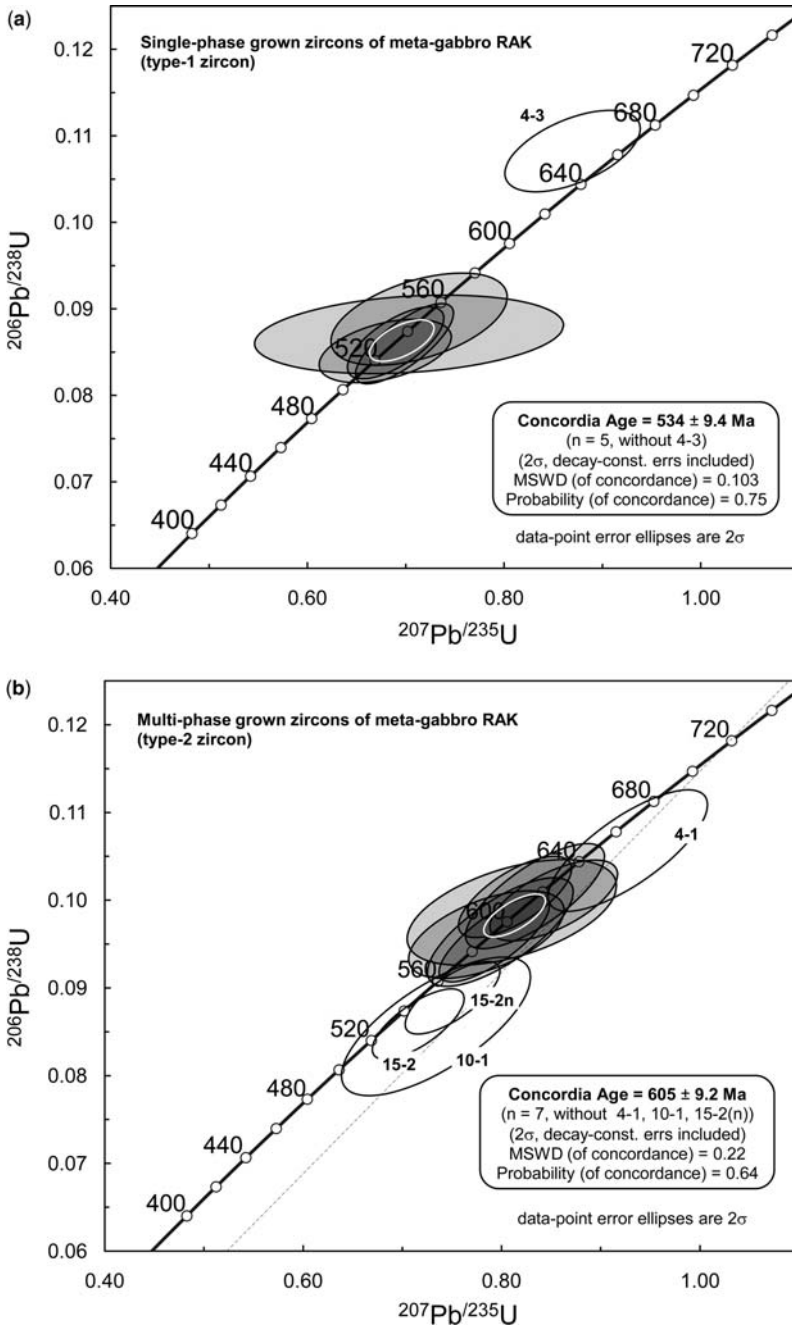 (a)
Single-phase grown zircons of meta-gabbro RAK
(type-1 zircon)
0.12
0.11
0.10
0.09
0.08
0.07
0.06
206Pb/238U
720
4-3
680
640
600
560
520
480
440
400
Concordia Age = 534 ± 9.4 Ma
(n = 5, without 4-3)
(2σ, decay-const. errs included)
MSWD (of concordance) = 0.103
Probability (of concordance) = 0.75
data-point error ellipses are 2σ
0.40 0.60 0.80 1.00
207Pb/235U
(b)
Multi-phase grown zircons of meta-gabbro RAK
(type-2 zircon)
0.12
0.11
0.10
0.09
0.08
0.07
0.06
206Pb/238U
720
680
4-1
640
600
560
15-2n
520
15-2
10-1
480
440
400
Concordia Age = 605 ± 9.2 Ma
(n = 7, without 4-1, 10-1, 15-2(n))
(2σ, decay-const. errs included)
MSWD (of concordance) = 0.22
Probability (of concordance) = 0.64
data-point error ellipses are 2σ
0.40 0.60 0.80 1.00
207Pb/235U